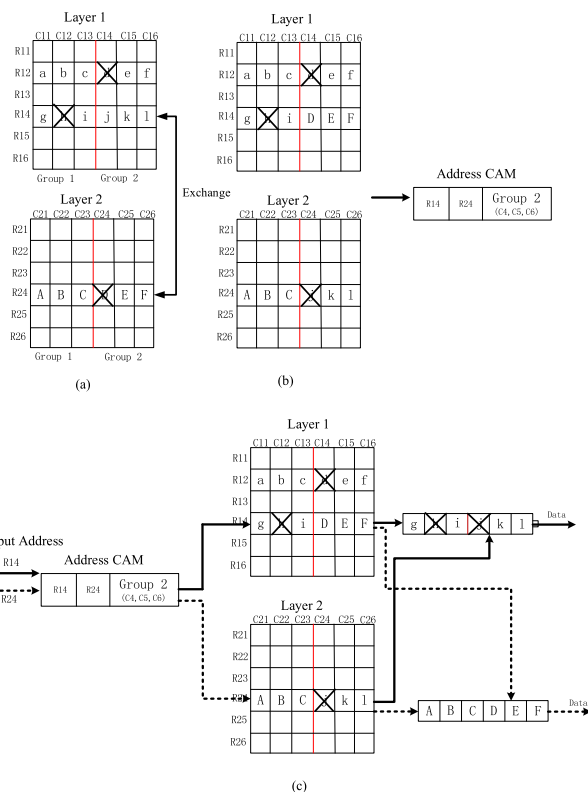 Layer 1
C11 C12 C13 C14 C15 C16
R11
R12 a b c d e f
R13
R14 g h i j k l
R15
R16
Group 1 Group 2
Layer 2
C21 C22 C23 C24 C25 C26
R21
R22
R23
R24 A B C D E F
R25
R26
Group 1 Group 2
(a)
Exchange
Layer 1
C11 C12 C13 C14 C15 C16
R11
R12 a b c d e f
R13
R14 g h i D E F
R15
R16
Layer 2
C21 C22 C23 C24 C25 C26
R21
R22
R23
R24 A B C j k l
R25
R26
(b)
Address CAM
R14 R24 Group 2
(C4, C5, C6)
put Address
R14
R24
Address CAM
R14 R24 Group 2
(C4, C5, C6)
Layer 1
C11 C12 C13 C14 C15 C16
R11
R12 a b c d e f
R13
R14 g h i D E F
R15
R16
Layer 2
C21 C22 C23 C24 C25 C26
R21
R22
R23
R24 A B C j k l
R25
R26
g h i j k l
Data
A B C D E F
Data
(c)